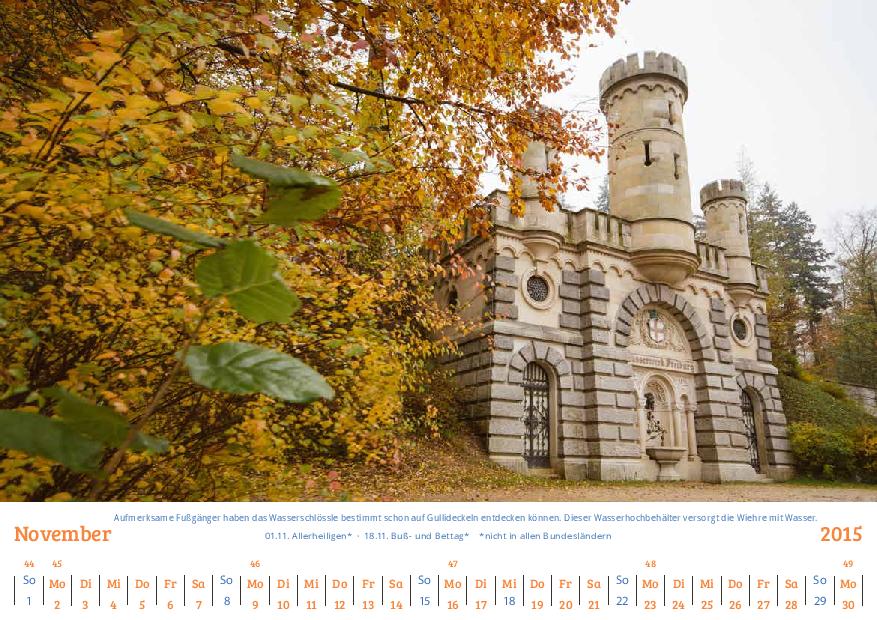 Wasserwerk Freiburg
Aufmerksame Fußgänger haben das Wasserschlössle bestimmt schon auf Gullideckeln entdecken können. Dieser Wasserhochbehälter versorgt die Wiehre mit Wasser.
November 01.11. Allerheiligen* · 18.11. Buß- und Bettag* *nicht in allen Bundesländern 2015
44 45 46 47 48 49
So Mo Di Mi Do Fr Sa So Mo Di Mi Do Fr Sa So Mo Di Mi Do Fr Sa So Mo Di Mi Do Fr Sa So Mo
1 2 3 4 5 6 7 8 9 10 11 12 13 14 15 16 17 18 19 20 21 22 23 24 25 26 27 28 29 30